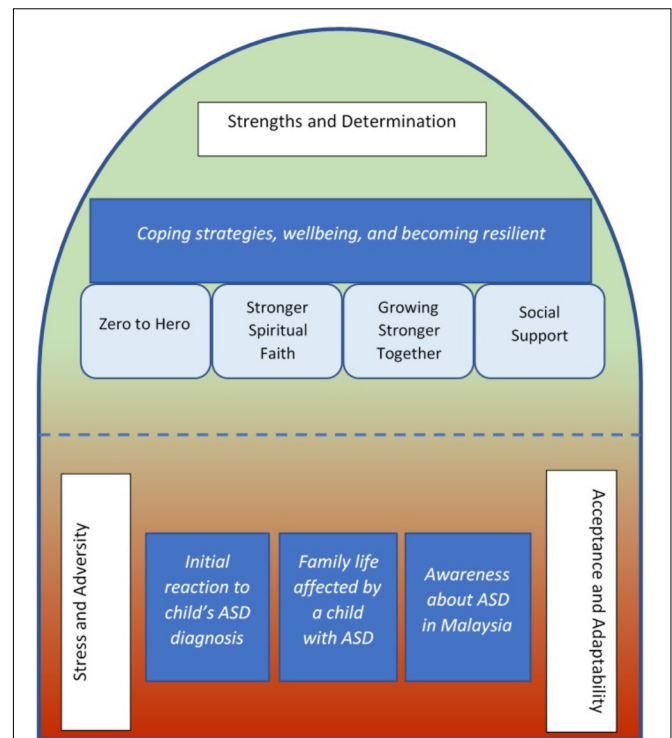 Strengths and Determination
Coping strategies, wellbeing, and becoming resilient
Zero to Hero
Stronger
Spiritual
Faith
Growing
Stronger
Together
Social
Support
Stress and Adversity
Initial
reaction to
child's ASD
diagnosis
Family life
affected by
a child
with ASD
Awareness
about ASD
in Malaysia
Acceptance and Adaptability